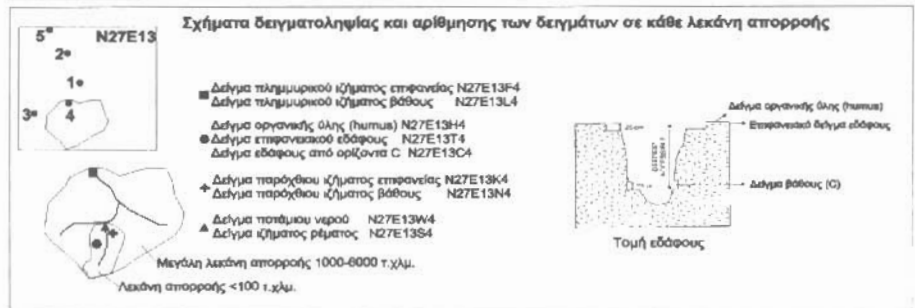 Σχήματα δειγματοληψίας και αρίθμησης των δειγμάτων σε κάθε λεκάνη απορροής
N27E13
5
2
1
3
4
Δείγμα πλημμυρικού ιζήματος επιφανείας N27E13F4
Δείγμα πλημμυρικού ιζήματος βάθους N27E13L4
Δείγμα οργανικής ύλης (humus) N27E13H4
Δείγμα επιφανειακού εδάφους N27E13T4
Δείγμα εδάφους από ορίζοντα C N27E13C4
Δείγμα παρόχθιου ιζήματος επιφανείας N27E13K4
Δείγμα παρόχθιου ιζήματος βάθους N27E13N4
Δείγμα ποτάμιου νερού N27E13W4
Δείγμα ιζήματος ρέματος N27E13S4
Μεγάλη λεκάνη απορροής 1000-6000 τ.χλμ.
Λεκάνη απορροής <100 τ.χλμ.
Δείγμα οργανικής ύλης (humus)
Επιφανειακό δείγμα εδάφους
25 cm
Δείγμα βάθους (C)
Τομή εδάφους